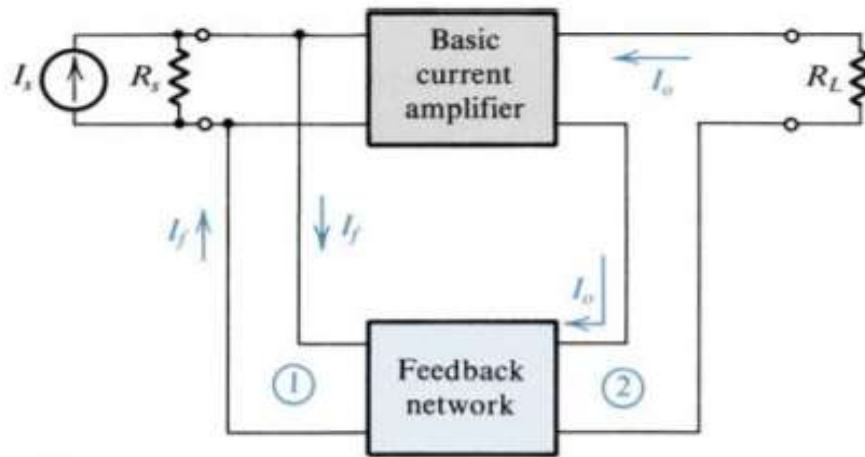 Basic
current
amplifier
I_s
R_s
I_o
R_L
I_f
I_f
I_o
1
Feedback
network
2